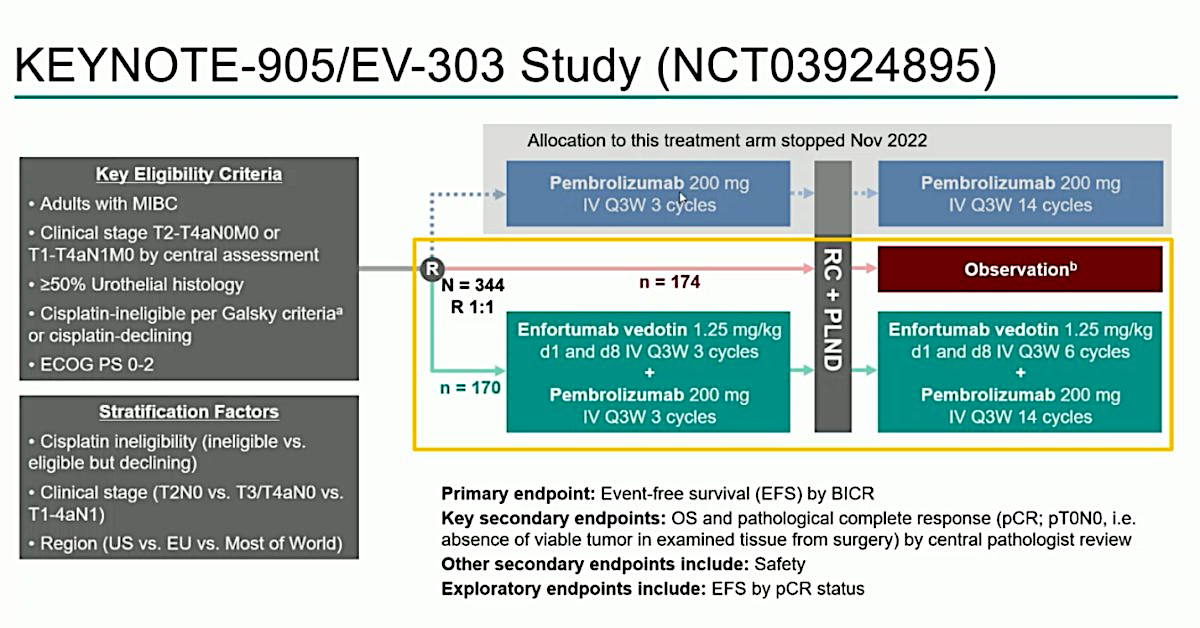 KEYNOTE-905/EV-303 Study (NCT03924895)
Key Eligibility Criteria
• Adults with MIBC
• Clinical stage T2-T4aN0M0 or
T1-T4aN1M0 by central assessment
• ≥50% Urothelial histology
• Cisplatin-ineligible per Galsky criteriaᵃ
or cisplatin-declining
• ECOG PS 0-2
Stratification Factors
• Cisplatin ineligibility (ineligible vs.
eligible but declining)
• Clinical stage (T2N0 vs. T3/T4aN0 vs.
T1-4aN1)
• Region (US vs. EU vs. Most of World)
Allocation to this treatment arm stopped Nov 2022
Pembrolizumab 200 mg
IV Q3W 3 cycles
Pembrolizumab 200 mg
IV Q3W 14 cycles
R
N = 344
R 1:1
n = 174
RC + PLND
Observationᵇ
n = 170
Enfortumab vedotin 1.25 mg/kg
d1 and d8 IV Q3W 3 cycles
+
Pembrolizumab 200 mg
IV Q3W 3 cycles
Enfortumab vedotin 1.25 mg/kg
d1 and d8 IV Q3W 6 cycles
+
Pembrolizumab 200 mg
IV Q3W 14 cycles
Primary endpoint: Event-free survival (EFS) by BICR
Key secondary endpoints: OS and pathological complete response (pCR; pT0N0, i.e.
absence of viable tumor in examined tissue from surgery) by central pathologist review
Other secondary endpoints include: Safety
Exploratory endpoints include: EFS by pCR status